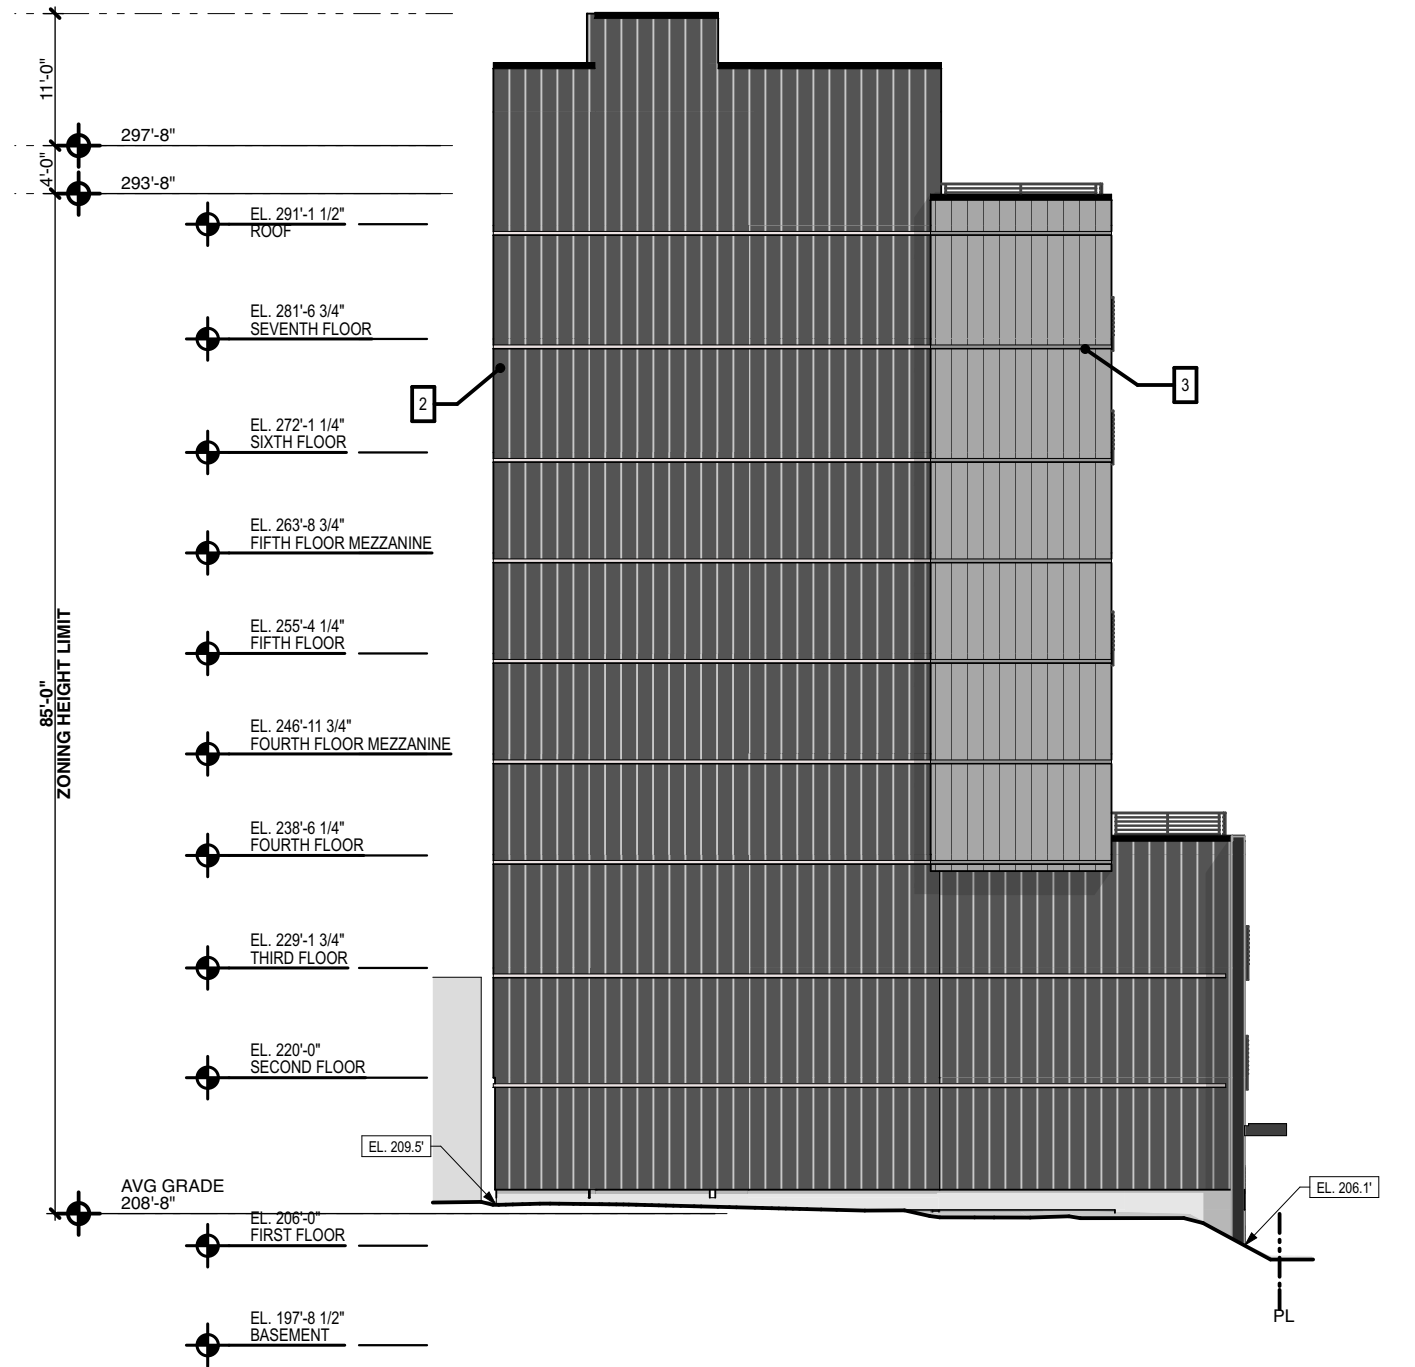 11'-0"
297'-8"
4'-0"
293'-8"
EL. 291'-1 1/2"
ROOF
EL. 281'-6 3/4"
SEVENTH FLOOR
2
3
EL. 272'-1 1/4"
SIXTH FLOOR
EL. 263'-8 3/4"
FIFTH FLOOR MEZZANINE
EL. 255'-4 1/4"
FIFTH FLOOR
85'-0"
ZONING HEIGHT LIMIT
EL. 246'-11 3/4"
FOURTH FLOOR MEZZANINE
EL. 238'-6 1/4"
FOURTH FLOOR
EL. 229'-1 3/4"
THIRD FLOOR
EL. 220'-0"
SECOND FLOOR
EL. 209.5'
AVG GRADE
208'-8"
EL. 206.1'
EL. 206'-0"
FIRST FLOOR
EL. 197'-8 1/2"
BASEMENT
PL